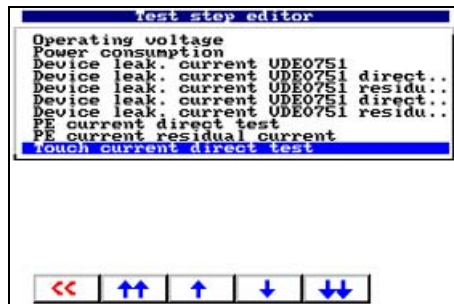 Test step editor
Operating voltage
Power consumption
Device leak. current VDE0751
Device leak. current VDE0751 direct..
Device leak. current VDE0751 residu..
Device leak. current VDE0751 direct..
Device leak. current VDE0751 residu..
PE current direct test
PE current residual current
Touch current direct test
<<